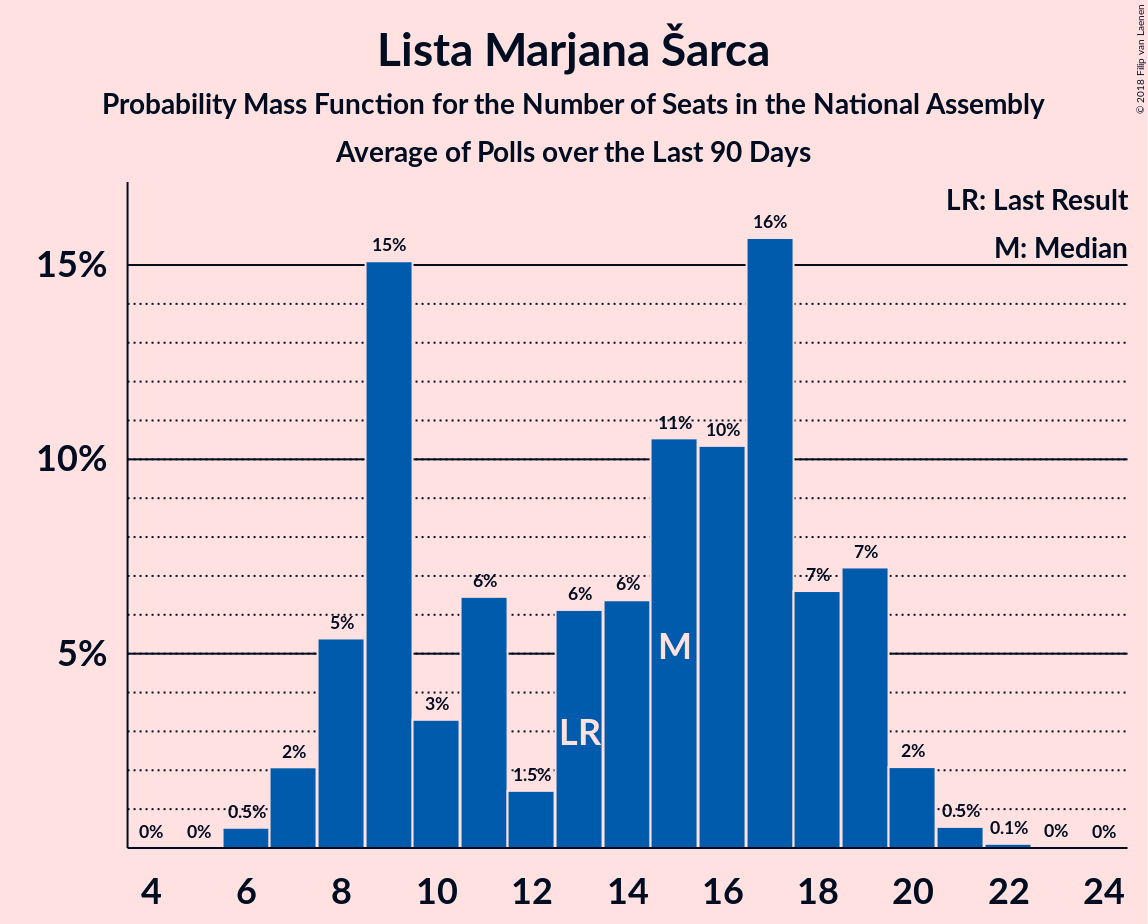 Lista Marjana Šarca
Probability Mass Function for the Number of Seats in the National Assembly
Average of Polls over the Last 90 Days
© 2018 Filip van Laenen
LR: Last Result
M: Median
15%
10%
5%
0%
0%
0.5%
2%
5%
15%
3%
6%
1.5%
6%
6%
11%
10%
16%
7%
7%
2%
0.5%
0.1%
0%
0%
LR
M
4 6 8 10 12 14 16 18 20 22 24